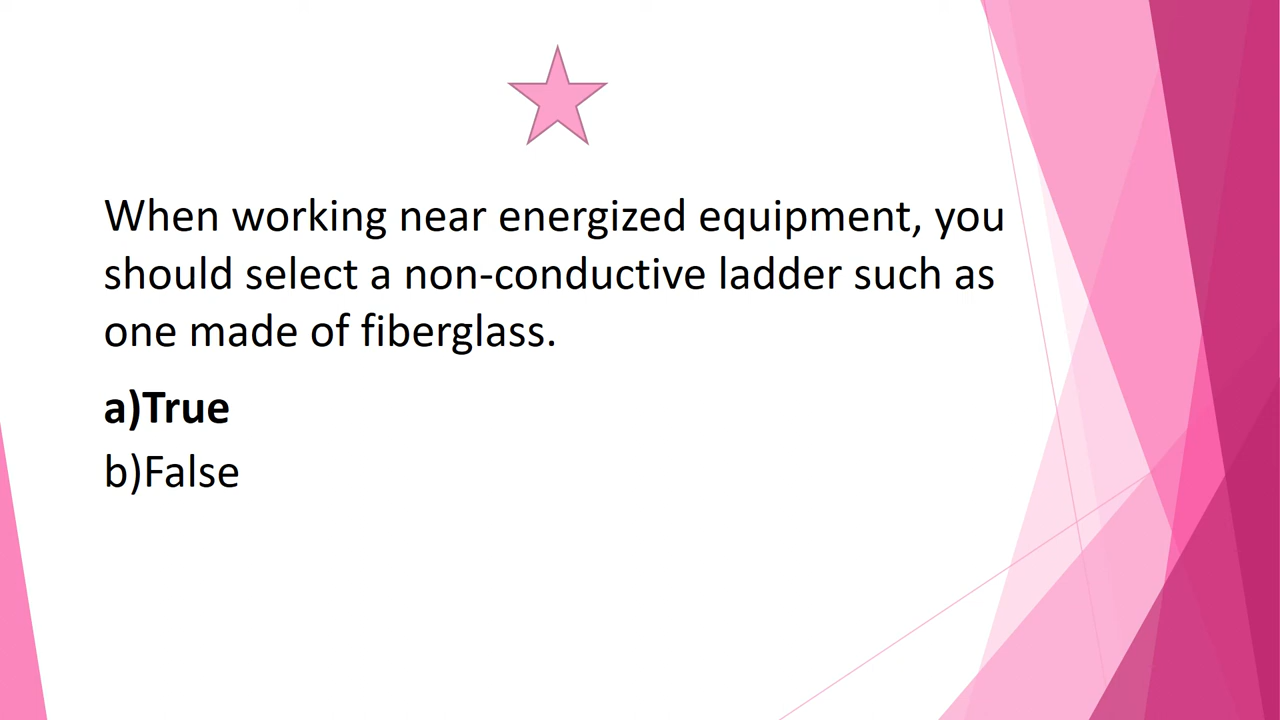 When working near energized equipment, you
should select a non-conductive ladder such as
one made of fiberglass.
a)True
b)False